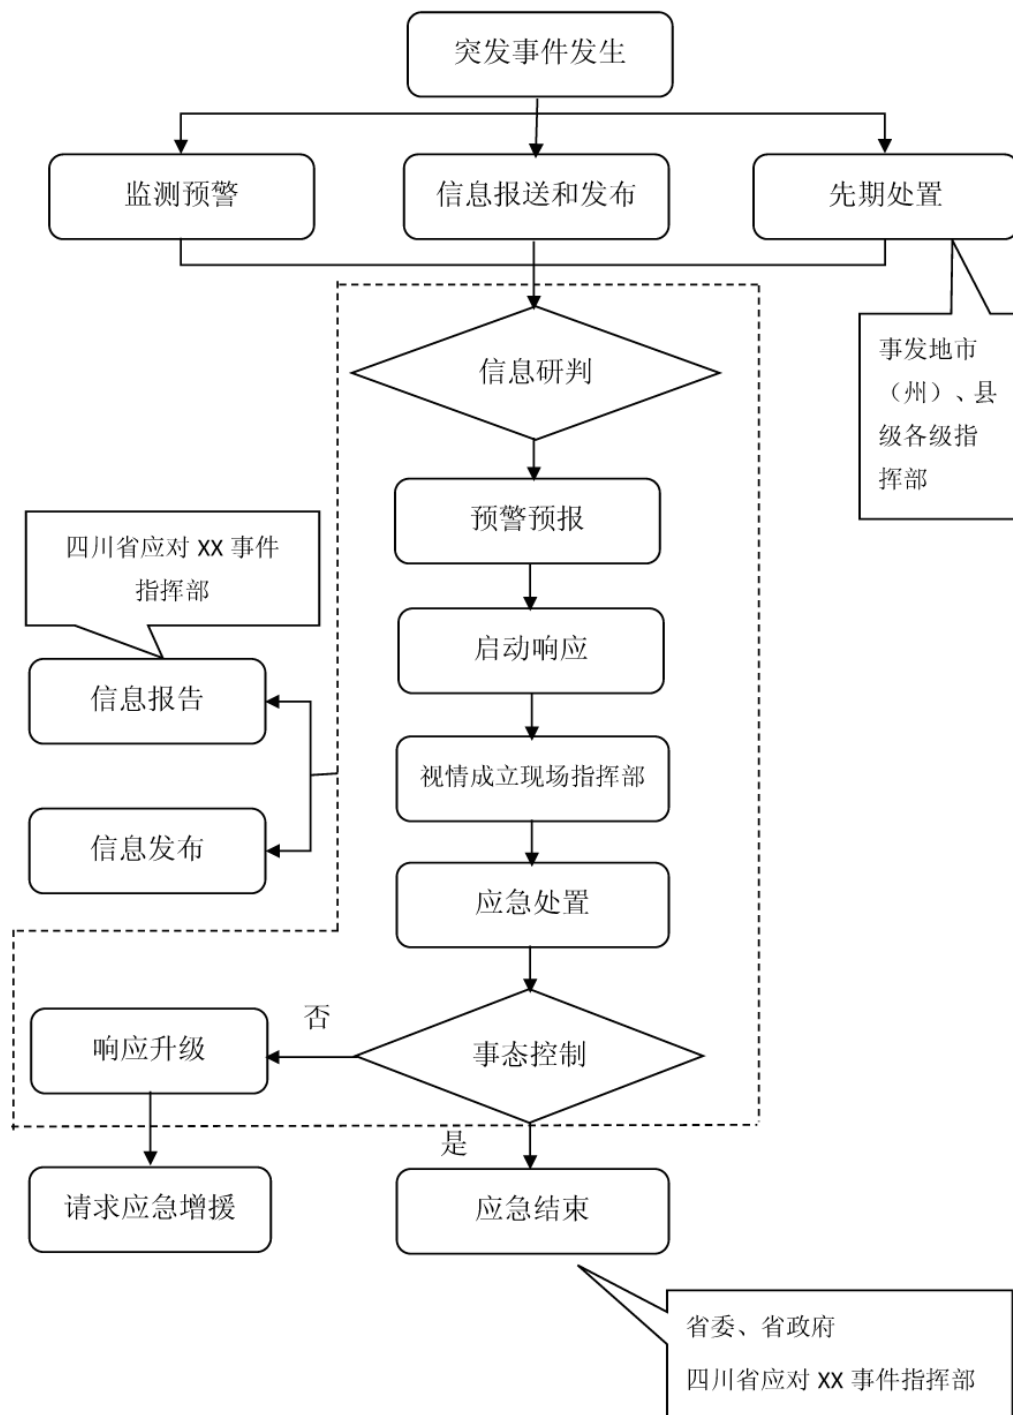 突发事件发生
监测预警
信息报送和发布
先期处置
事发地市
（州）、县
级各级指
挥部
信息研判
预警预报
四川省应对 XX 事件
指挥部
启动响应
信息报告
视情成立现场指挥部
信息发布
应急处置
否
响应升级
事态控制
是
请求应急增援
应急结束
省委、省政府
四川省应对 XX 事件指挥部